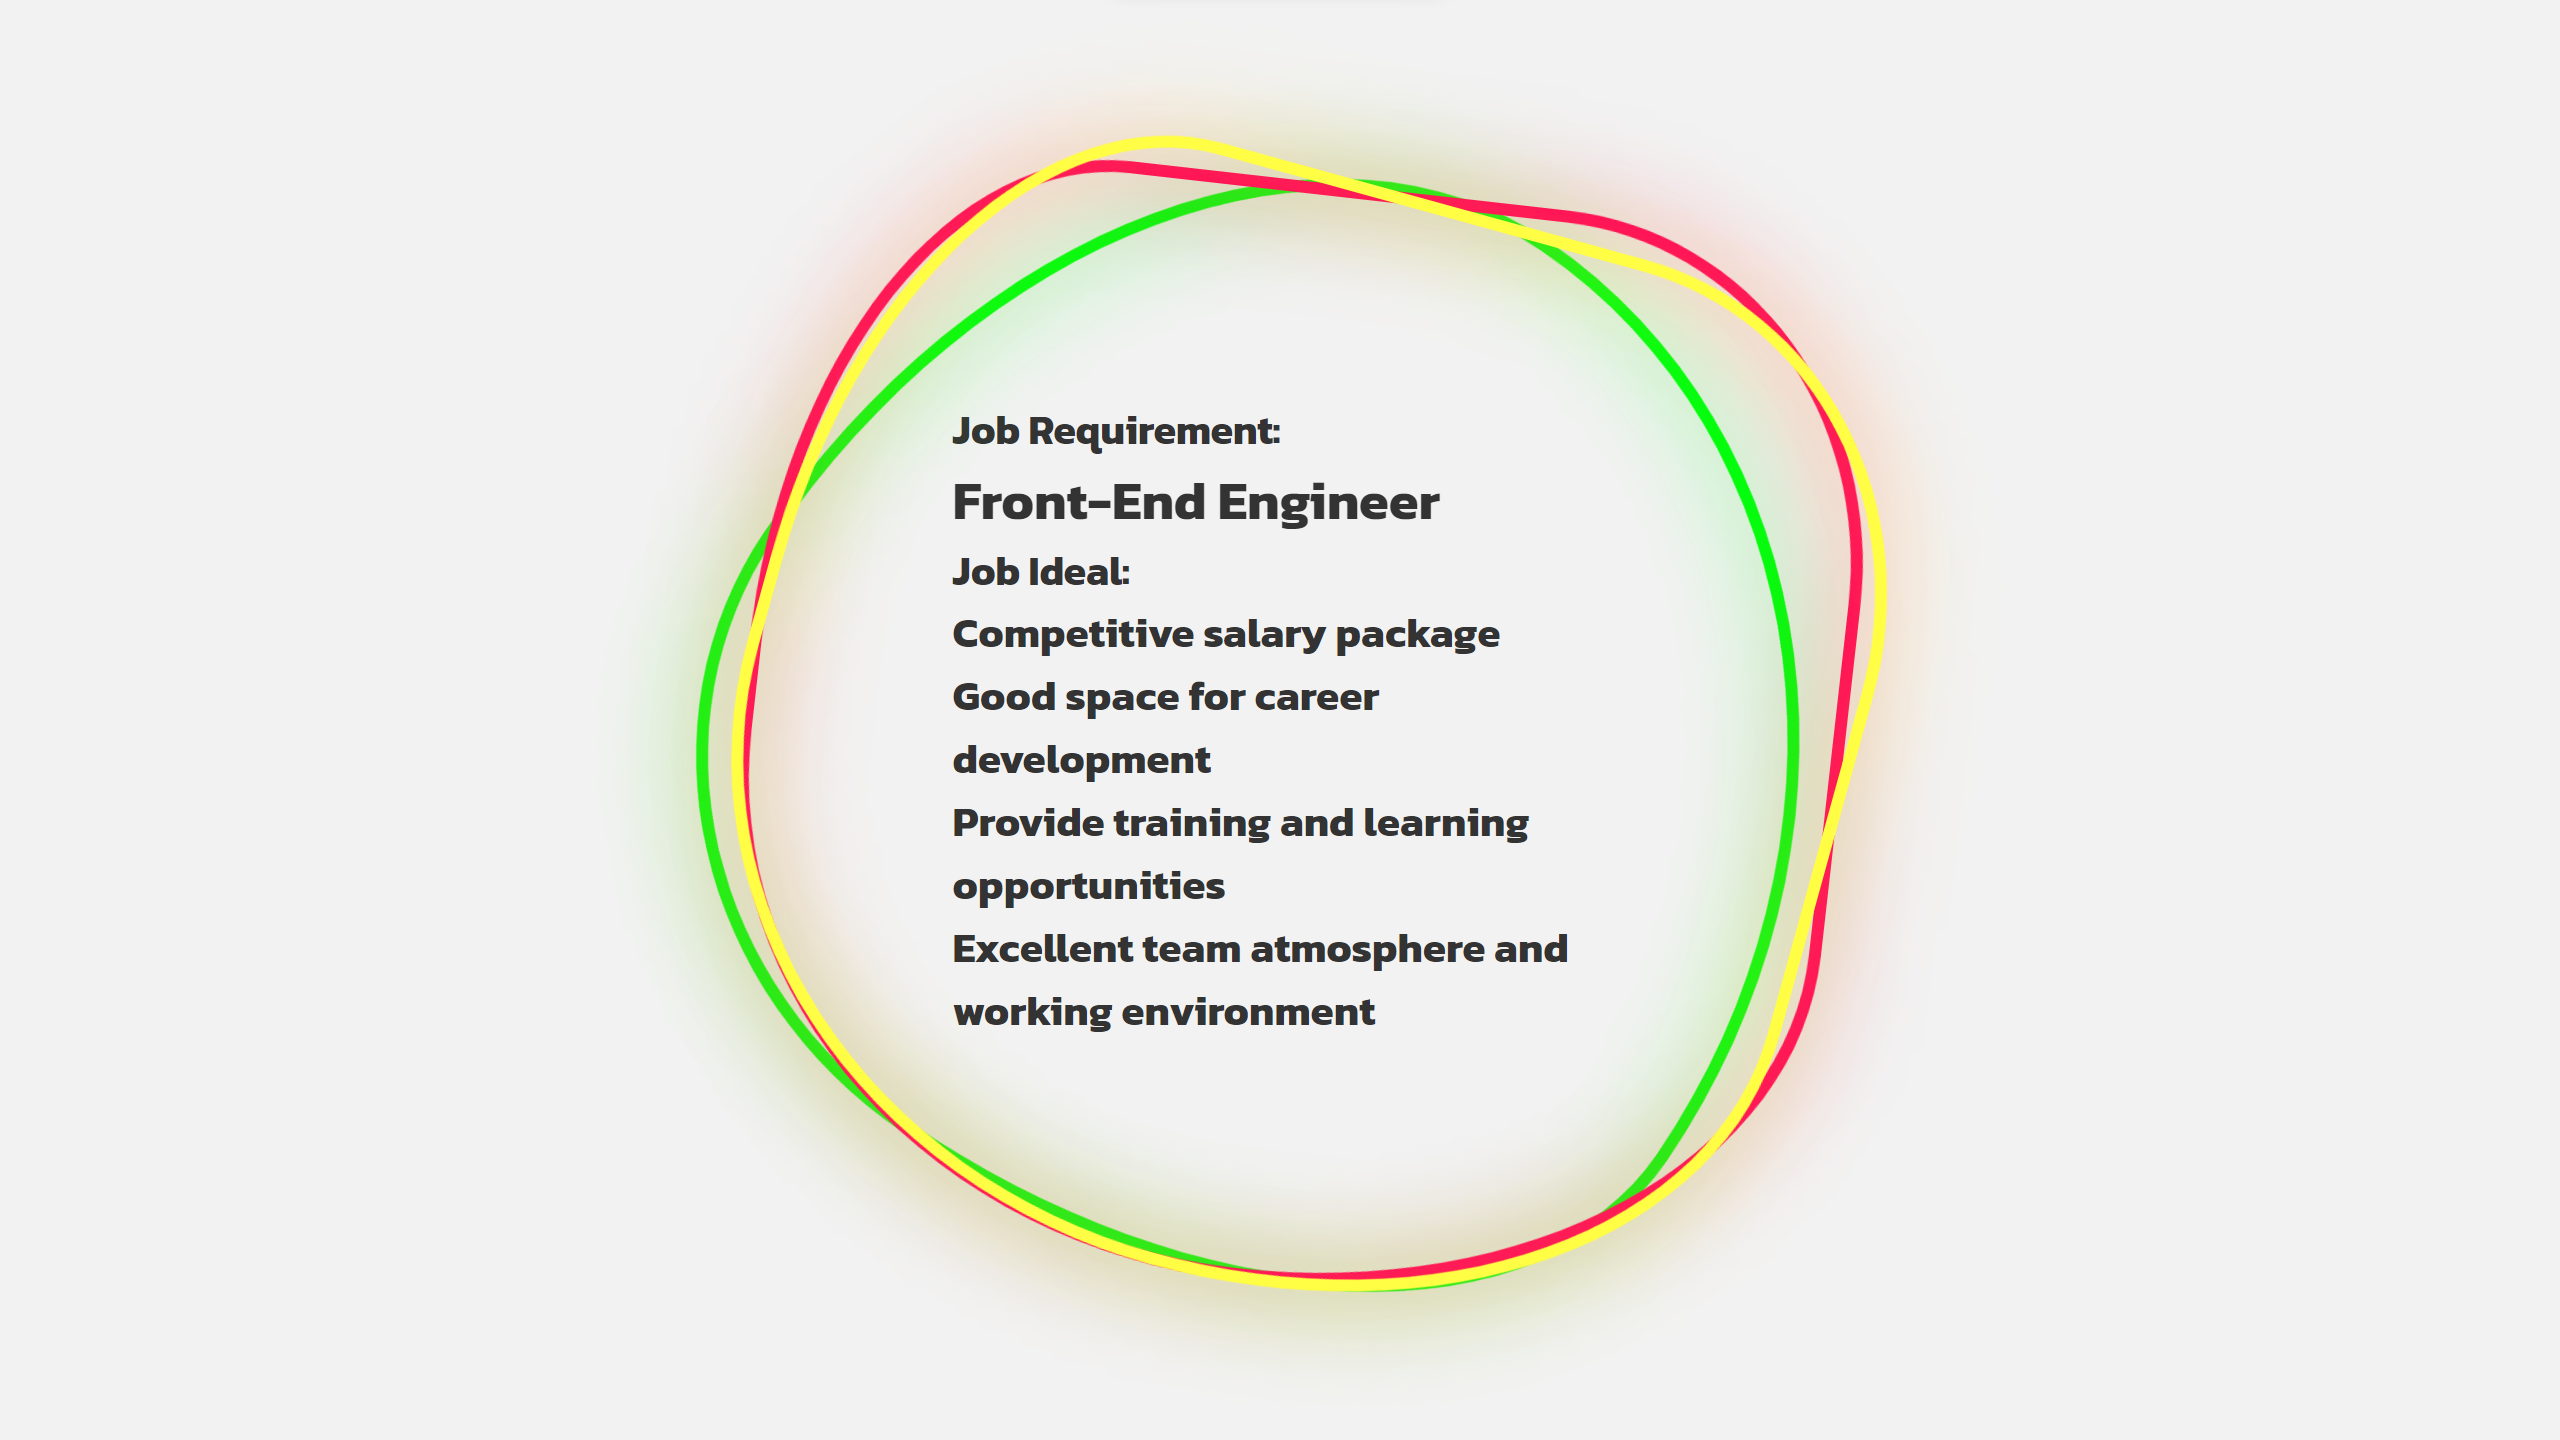 Job Requirement:
Front-End Engineer
Job Ideal:
Competitive salary package
Good space for career
development
Provide training and learning
opportunities
Excellent team atmosphere and
working environment